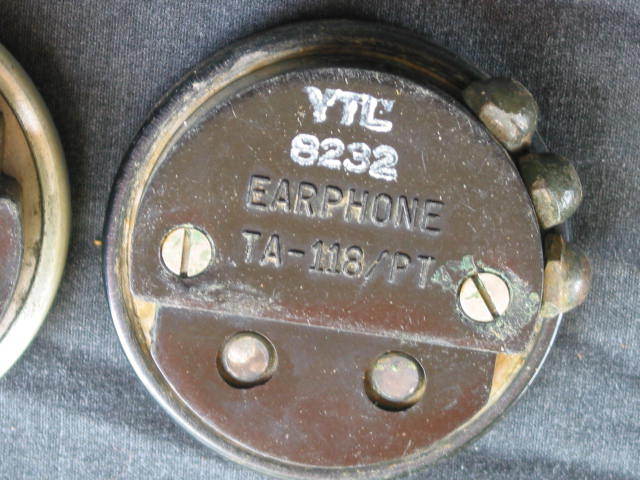 YTC
8232
EARPHONE
TA-118/PT